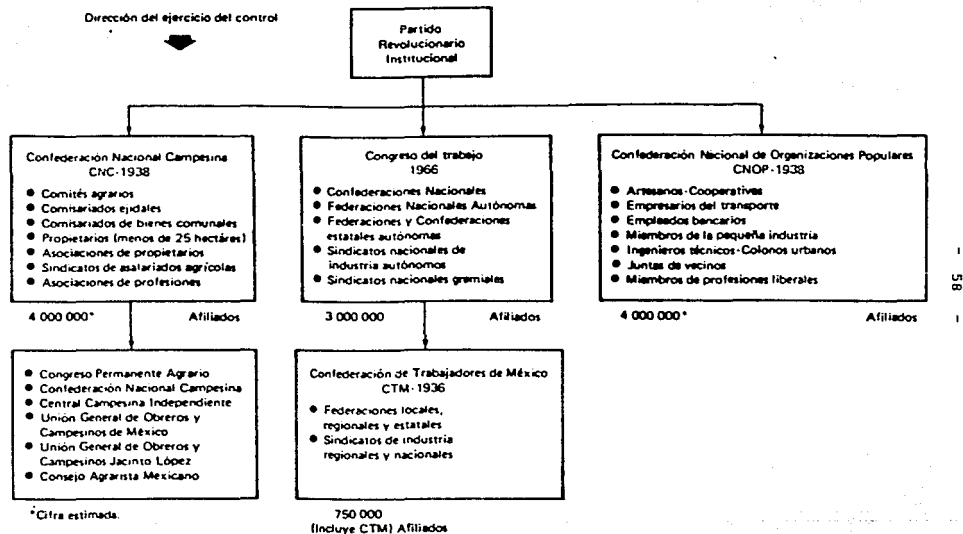 Dirección del ejercicio del control
Partido
Revolucionario
Institucional
Confederación Nacional Campesina
CNC-1938
● Comités agrarios
● Comisariados ejidales
● Comisariados de bienes comunales
● Propietarios (menos de 25 hectáres)
● Asociaciones de propietarios
● Sindicatos de asalariados agrícolas
● Asociaciones de profesiones
4 000 000* Afiliados
Congreso del trabajo
1966
● Confederaciones Nacionales
● Federaciones Nacionales Autónomas
● Federaciones y Confederaciones
estatales autónomas
● Sindicatos nacionales de
industria autónomos
● Sindicatos nacionales gremiales
3 000 000 Afiliados
Confederación Nacional de Organizaciones Populares
CNOP-1938
● Artesanos-Cooperativas
● Empresarios del transporte
● Empleados bancarios
● Miembros de la pequeña industria
● Ingenieros técnicos-Colonos urbanos
● Juntas de vecinos
● Miembros de profesiones liberales
4 000 000* Afiliados
- 58 -
● Congreso Permanente Agrario
● Confederación Nacional Campesina
● Central Campesina Independiente
● Unión General de Obreros y
Campesinos de México
● Unión General de Obreros y
Campesinos Jacinto López
● Consejo Agrarista Mexicano
*Cifra estimada.
Confederación de Trabajadores de México
CTM-1936
● Federaciones locales,
regionales y estatales
● Sindicatos de industria
regionales y nacionales
750 000
(Incluye CTM) Afiliados